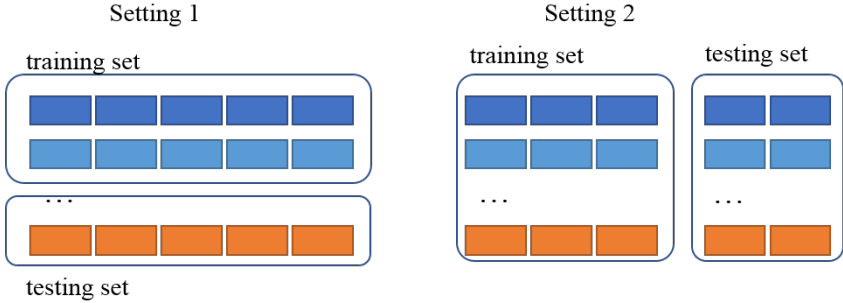 Setting 1
training set
...
testing set
Setting 2
training set
...
testing set
...